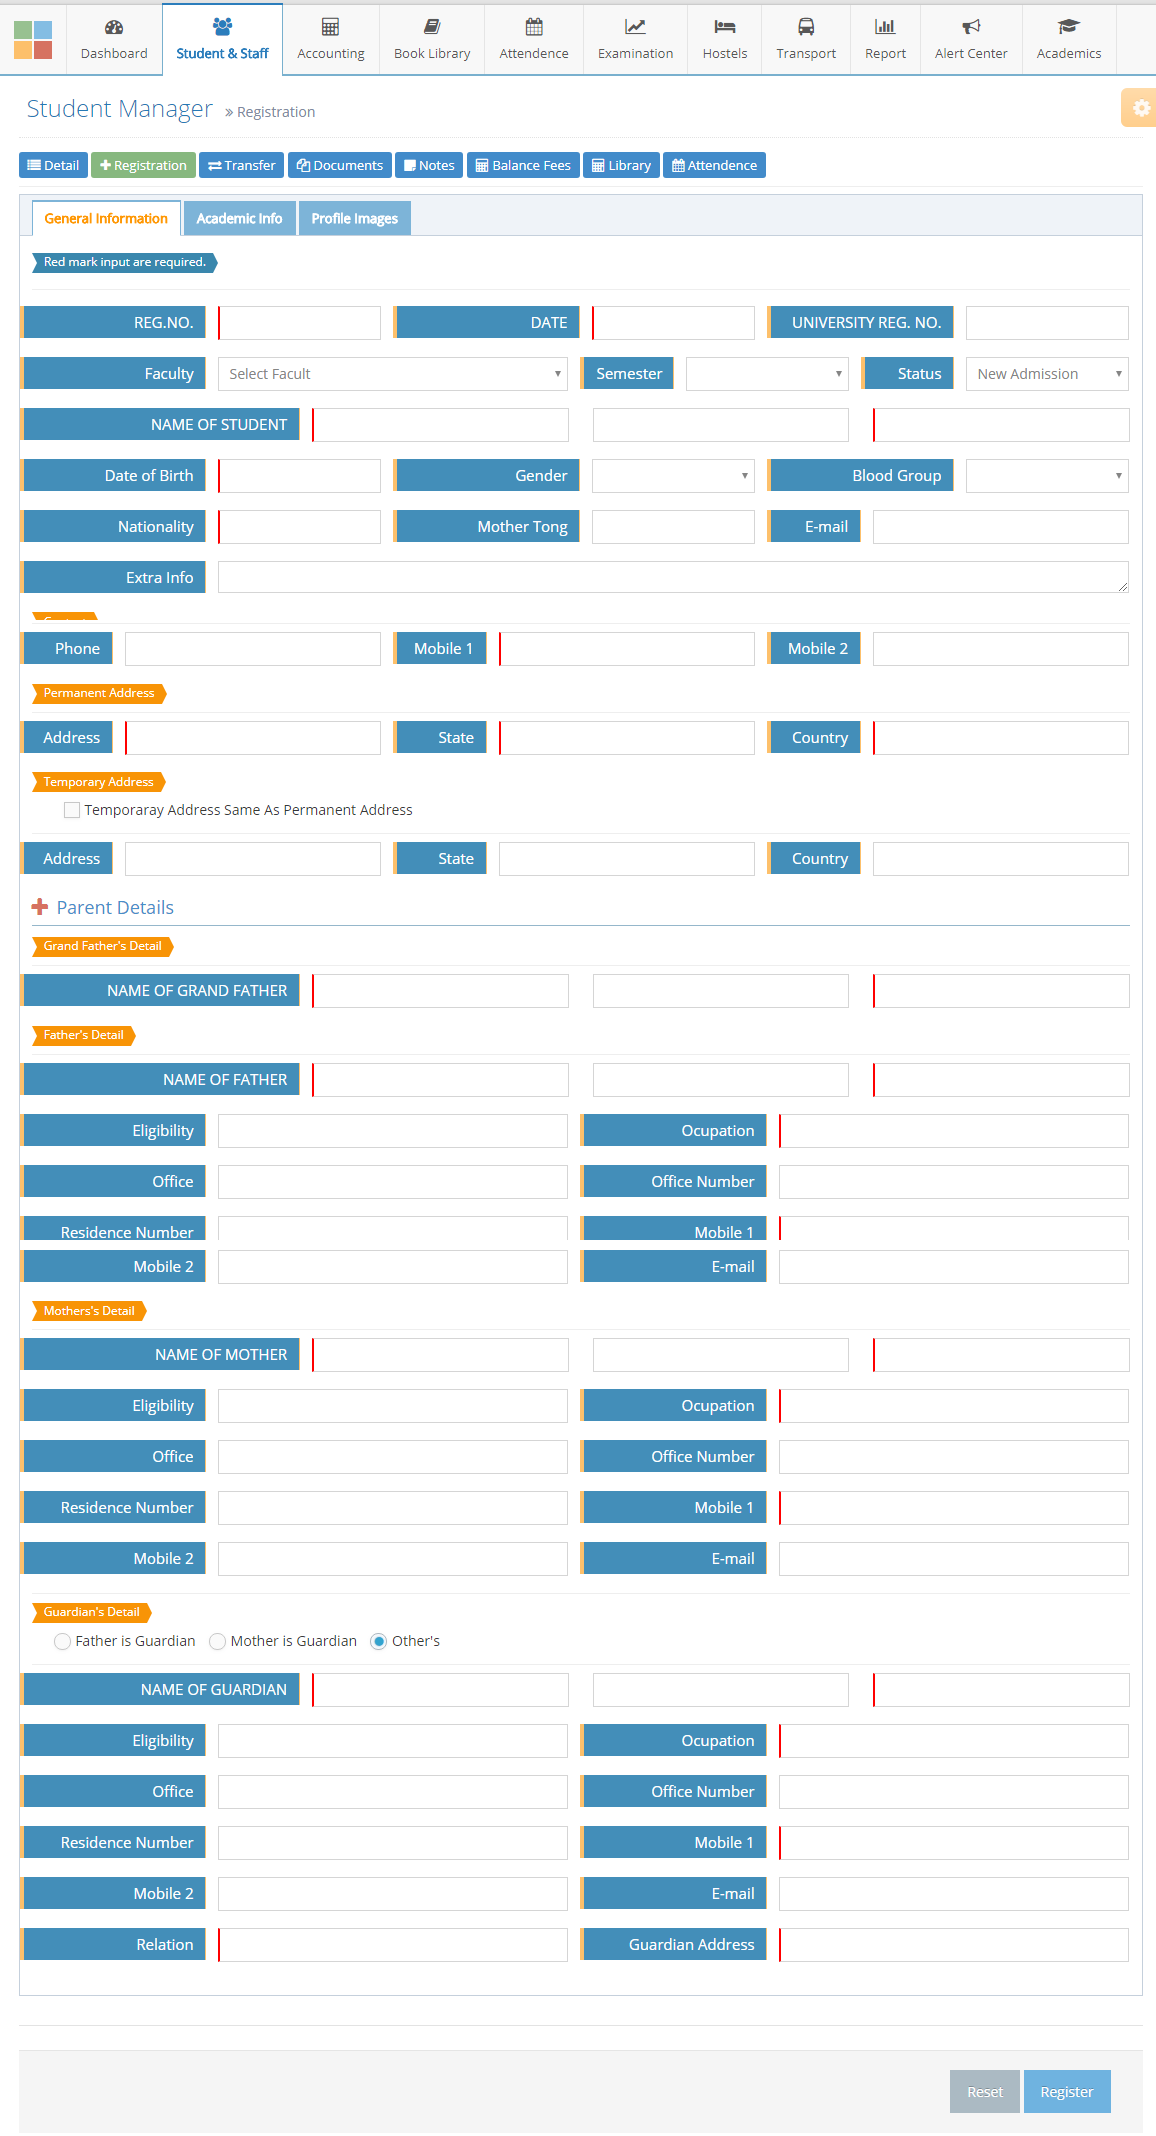 Dashboard Student & Staff Accounting Book Library Attendence Examination Hostels Transport Report Alert Center Academics
Student Manager » Registration
Detail Registration Transfer Documents Notes Balance Fees Library Attendence
General Information Academic Info Profile Images
Red mark input are required.
REG.NO. DATE UNIVERSITY REG. NO.
Faculty Select Facult Semester Status New Admission
NAME OF STUDENT
Date of Birth Gender Blood Group
Nationality Mother Tong E-mail
Extra Info
Phone Mobile 1 Mobile 2
Permanent Address
Address State Country
Temporary Address
Temporaray Address Same As Permanent Address
Address State Country
Parent Details
Grand Father's Detail
NAME OF GRAND FATHER
Father's Detail
NAME OF FATHER
Eligibility Ocupation
Office Office Number
Residence Number Mobile 1
Mobile 2 E-mail
Mothers's Detail
NAME OF MOTHER
Eligibility Ocupation
Office Office Number
Residence Number Mobile 1
Mobile 2 E-mail
Guardian's Detail
Father is Guardian Mother is Guardian Other's
NAME OF GUARDIAN
Eligibility Ocupation
Office Office Number
Residence Number Mobile 1
Mobile 2 E-mail
Relation Guardian Address
Reset Register